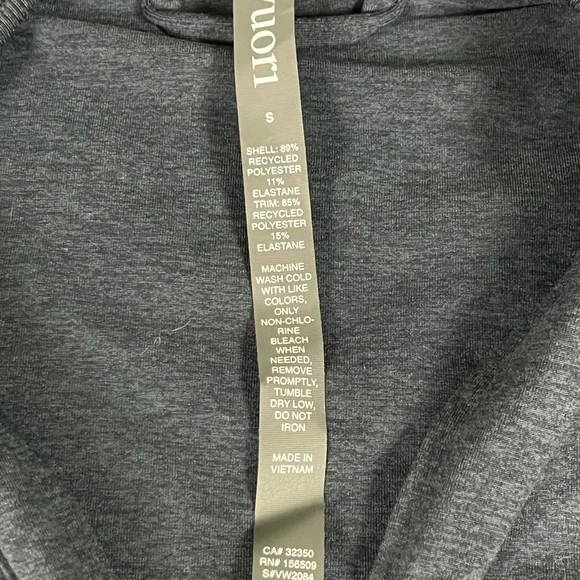 vuori
S
SHELL: 89%
RECYCLED
POLYESTER
11%
ELASTANE
TRIM: 85%
RECYCLED
POLYESTER
15%
ELASTANE
MACHINE
WASH COLD
WITH LIKE
COLORS,
ONLY
NON-CHLO-
RINE
BLEACH
WHEN
NEEDED,
REMOVE
PROMPTLY,
TUMBLE
DRY LOW,
DO NOT
IRON
MADE IN
VIETNAM
CA# 32350
RN# 156509
S#VW2084